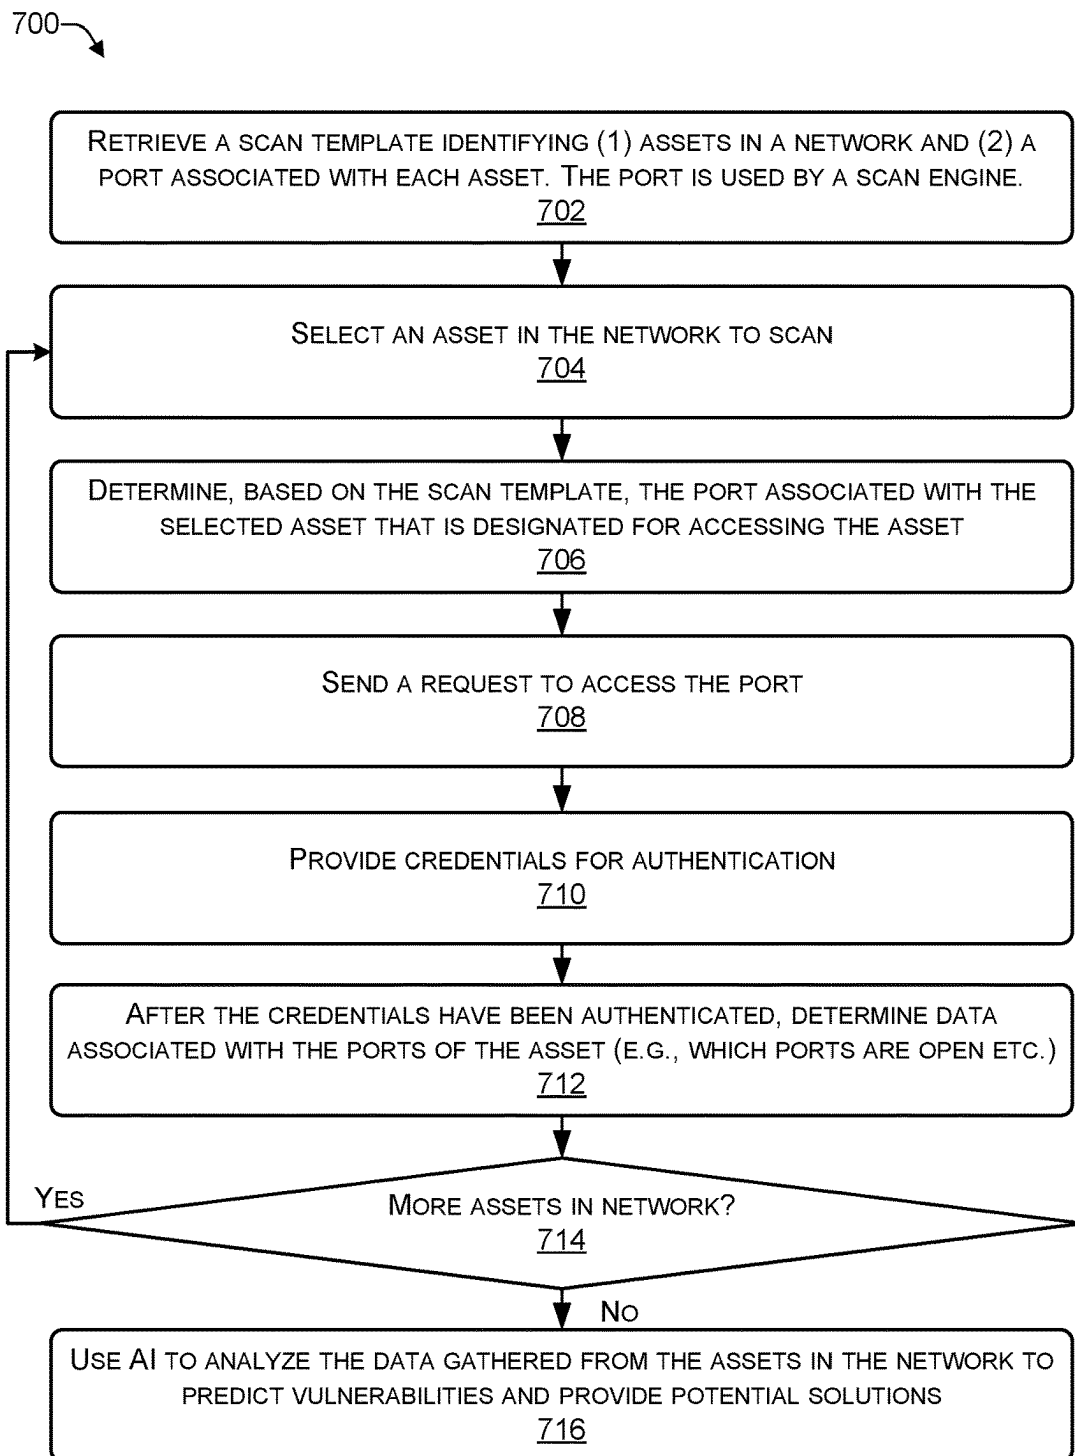 700
RETRIEVE A SCAN TEMPLATE IDENTIFYING (1) ASSETS IN A NETWORK AND (2) A
PORT ASSOCIATED WITH EACH ASSET. THE PORT IS USED BY A SCAN ENGINE.
702
SELECT AN ASSET IN THE NETWORK TO SCAN
704
DETERMINE, BASED ON THE SCAN TEMPLATE, THE PORT ASSOCIATED WITH THE
SELECTED ASSET THAT IS DESIGNATED FOR ACCESSING THE ASSET
706
SEND A REQUEST TO ACCESS THE PORT
708
PROVIDE CREDENTIALS FOR AUTHENTICATION
710
AFTER THE CREDENTIALS HAVE BEEN AUTHENTICATED, DETERMINE DATA
ASSOCIATED WITH THE PORTS OF THE ASSET (E.G., WHICH PORTS ARE OPEN ETC.)
712
YES
MORE ASSETS IN NETWORK?
714
NO
USE AI TO ANALYZE THE DATA GATHERED FROM THE ASSETS IN THE NETWORK TO
PREDICT VULNERABILITIES AND PROVIDE POTENTIAL SOLUTIONS
716